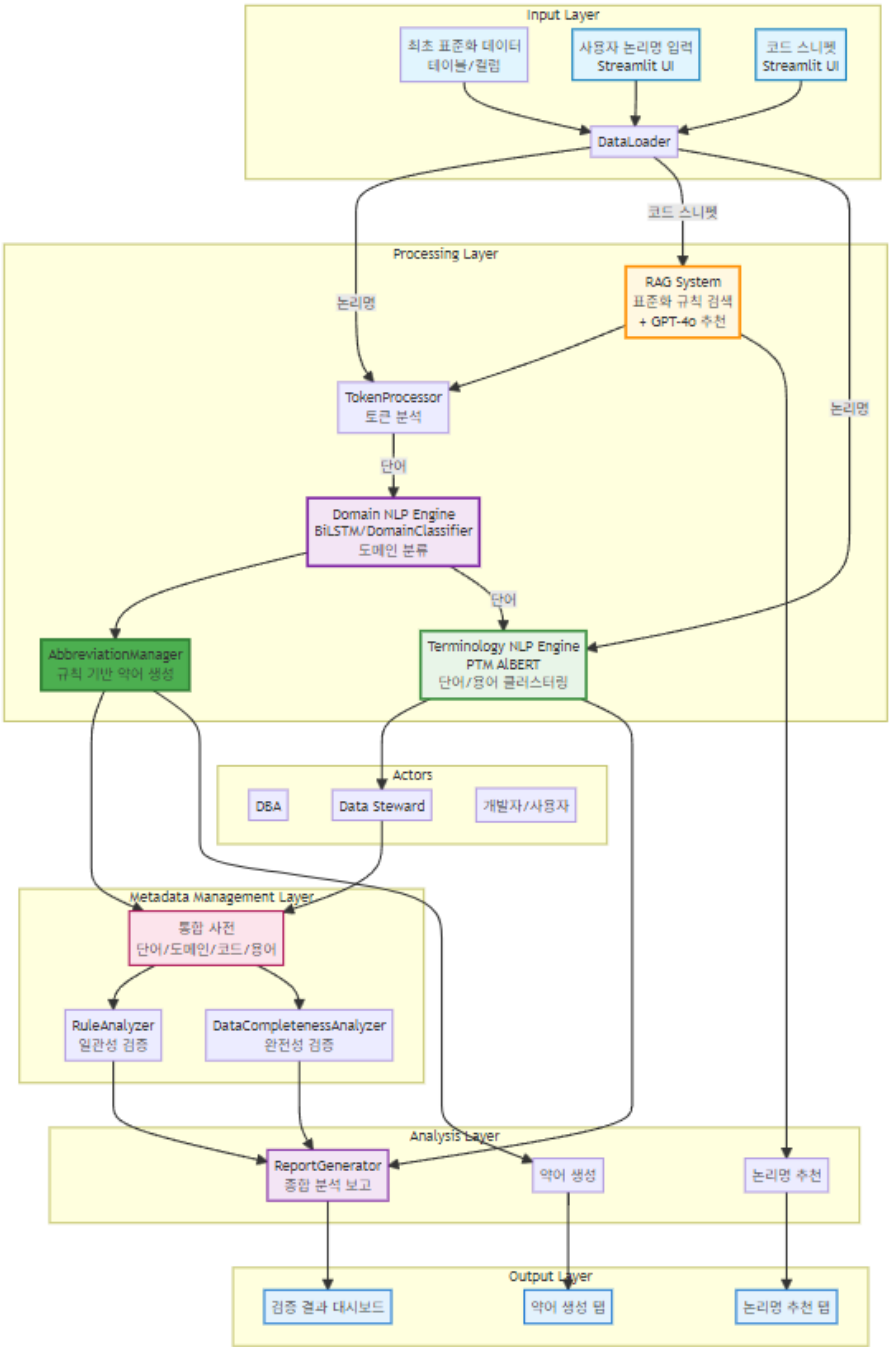 Input Layer
최초 표준화 데이터
테이블/컬럼
사용자 논리명 입력
Streamlit UI
코드 스니펫
Streamlit UI
DataLoader
코드 스니펫
Processing Layer
RAG System
표준화 규칙 검색
+ GPT-4o 추천
논리명
TokenProcessor
토큰 분석
논리명
단어
Domain NLP Engine
BiLSTM/DomainClassifier
도메인 분류
단어
AbbreviationManager
규칙 기반 약어 생성
Terminology NLP Engine
PTM AlBERT
단어/용어 클러스터링
Actors
DBA
Data Steward
개발자/사용자
Metadata Management Layer
통합 사전
단어/도메인/코드/용어
RuleAnalyzer
일관성 검증
DataCompletenessAnalyzer
완전성 검증
Analysis Layer
ReportGenerator
종합 분석 보고
약어 생성
논리명 추천
Output Layer
검증 결과 대시보드
약어 생성 탭
논리명 추천 탭